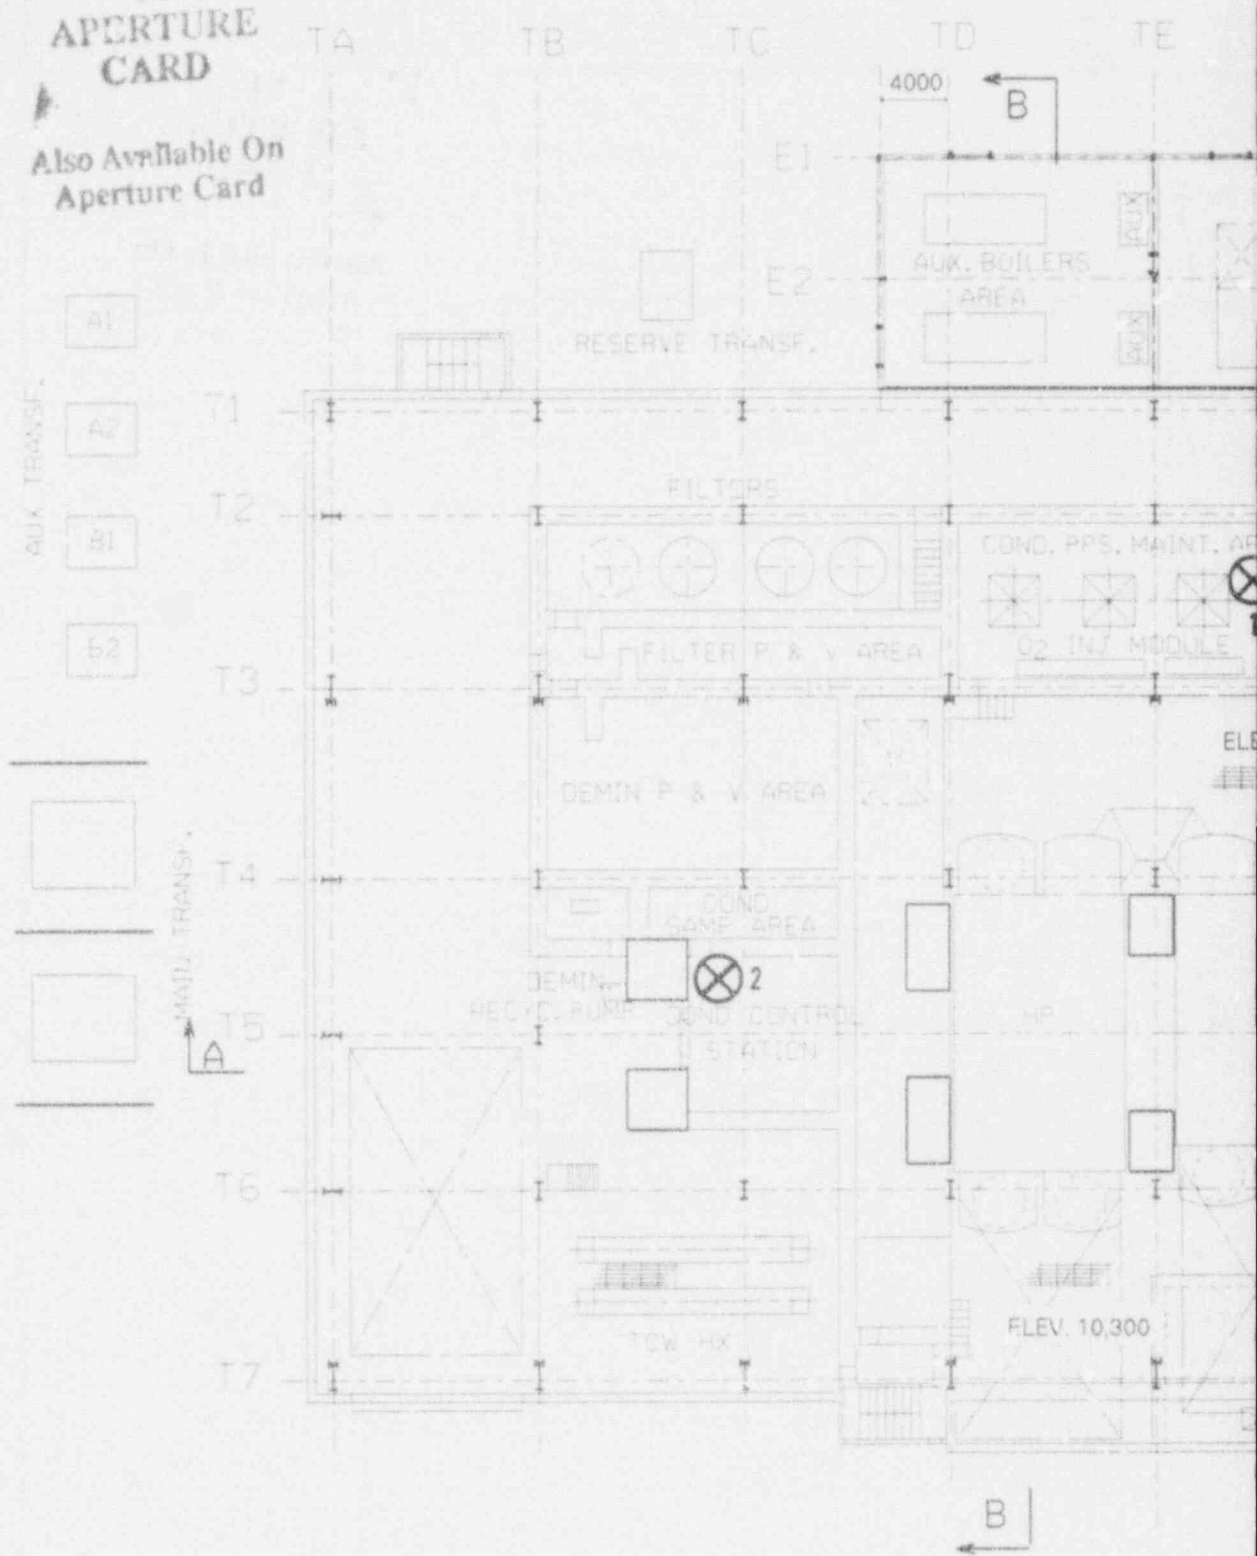 APERTURE
CARD
Also Available On
Aperture Card
TA
TB
TC
TD
TE
4000
B
E1
AUX
AUX. BOILERS
AREA
E2
AUX
RESERVE TRANSF.
AUX TRANSF.
A1
A2
B1
B2
T1
T2
FILTORS
COND. PPS. MAINT.
1
FILTER P & V AREA
O2 INJ MODULE
T3
DEMIN P & V AREA
MAIN TRANSF.
T4
COND
SAMP AREA
2
DEMIN
RECYC. PUMP
COND CONTROL
STATION
HP
T5
A
T6
ELEV. 10,300
TCW HX
T7
B